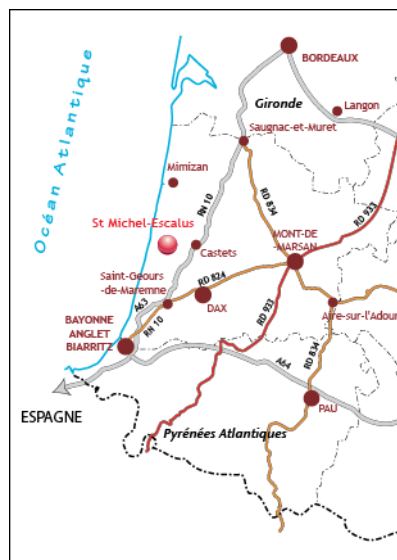 BORDEAUX
Océan Atlantique
Gironde
Langon
Saugnac-et-Muret
Mimizan
RN 10
RD 834
RD 933
St Michel-Escalus
MONT-DE
-MARSAN
Castets
Saint-Geours
-de-Maremne
RD 824
A63
DAX
RD 933
Aire-sur-l'Adour
BAYONNE
ANGLET
BIARRITZ
RN 10
RD 834
A64
ESPAGNE
PAU
Pyrénées Atlantiques